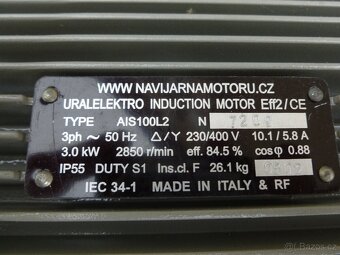 WWW.NAVIJARNAMOTORU.CZ
URALELEKTRO INDUCTION MOTOR Eff2/CE
TYPE AIS100L2 N
3ph ~ 50 Hz Δ/Y 230/400 V 10.1/5.8 A
3.0 kW 2850 r/min eff. 84.5 % cosφ 0.88
IP55 DUTY S1 Ins.cl. F 26.1 kg
IEC 34-1 MADE IN ITALY & RF